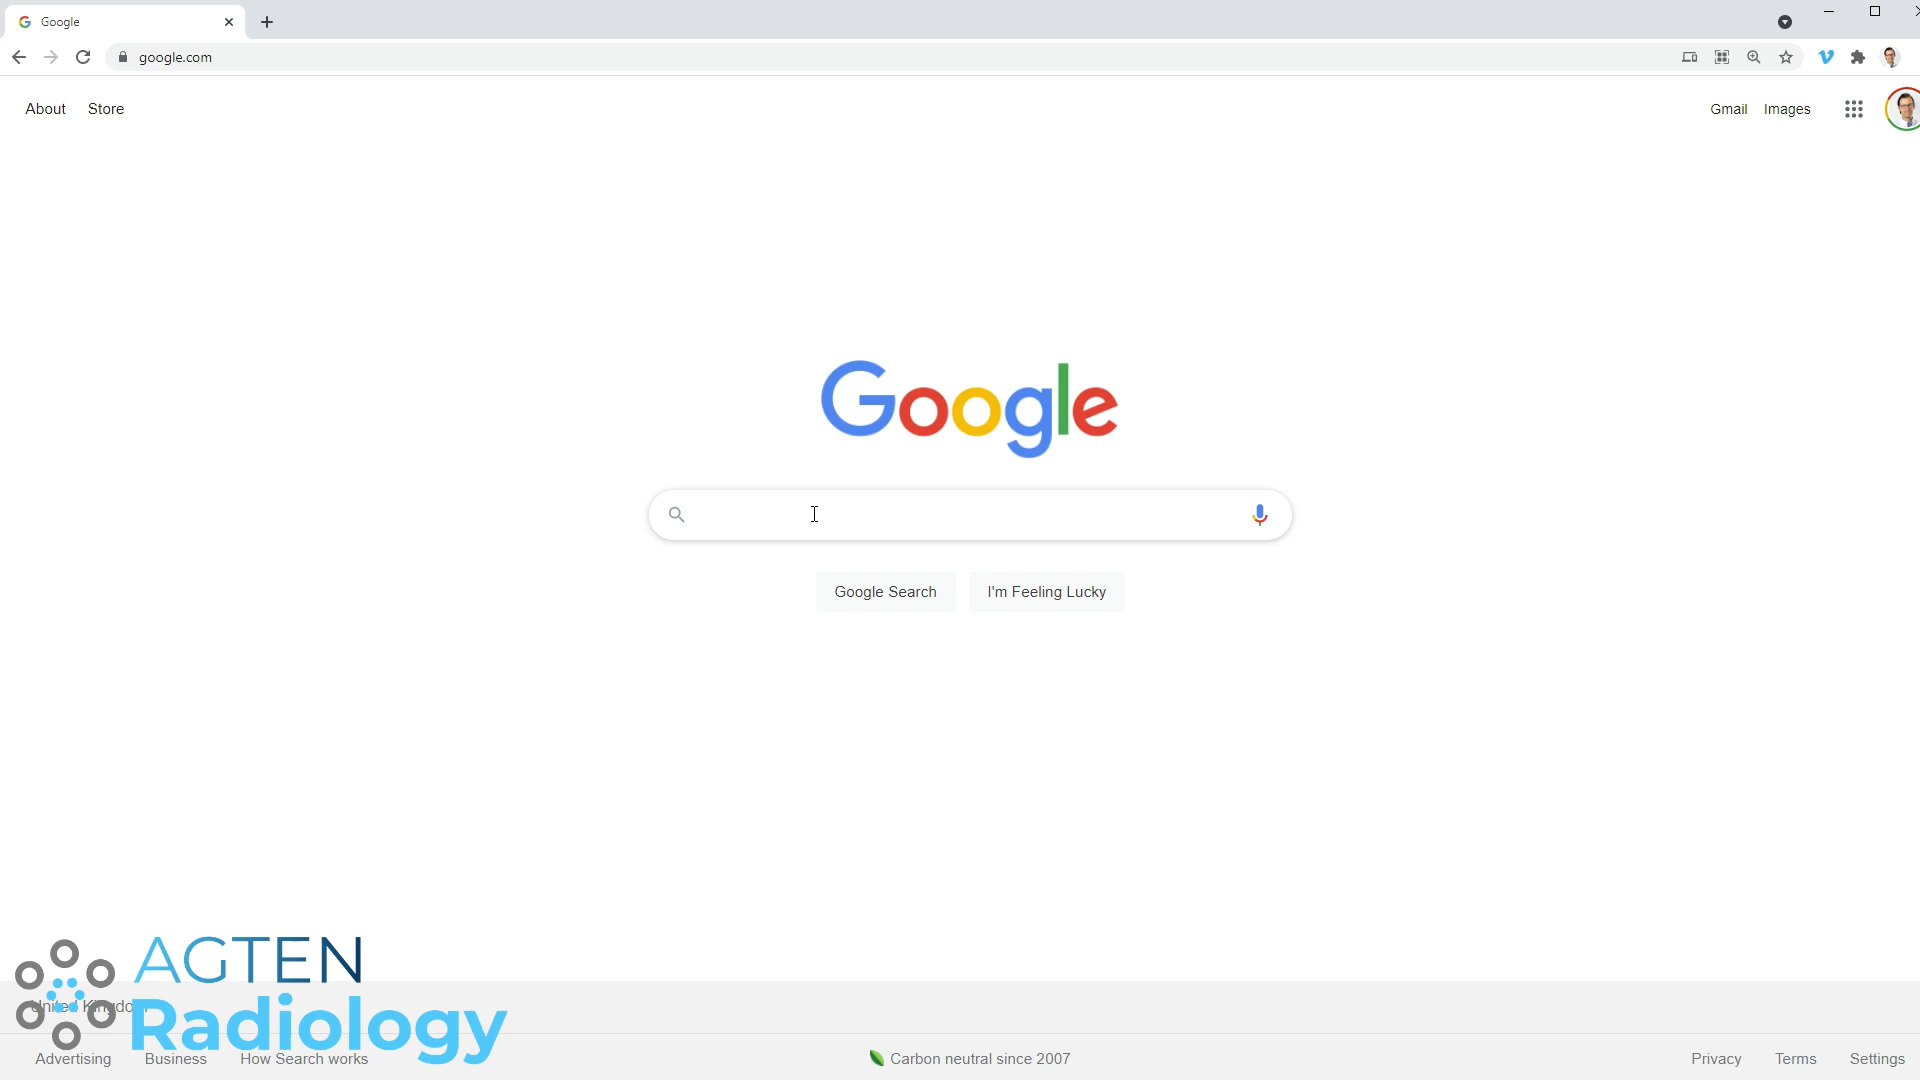 Google
google.com
About Store
Gmail Images
Google
Google Search I'm Feeling Lucky
AGTEN
Radiology
United Kingdom
Advertising Business How Search works
Carbon neutral since 2007
Privacy Terms Settings